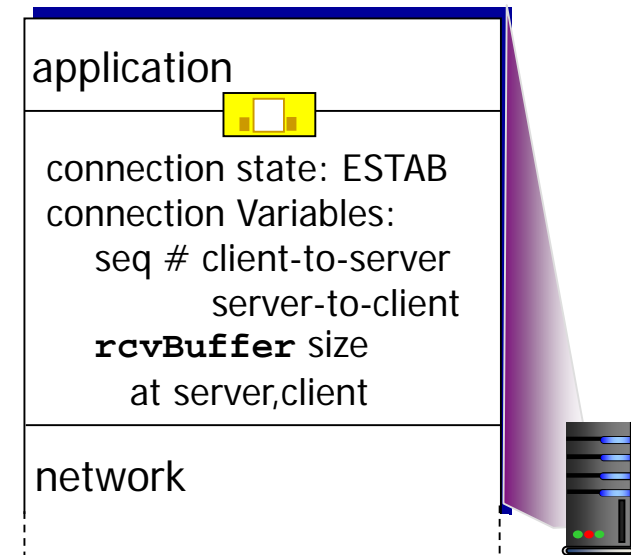 application
connection state: ESTAB
connection Variables:
seq # client-to-server
server-to-client
rcvBuffer size
at server,client
network